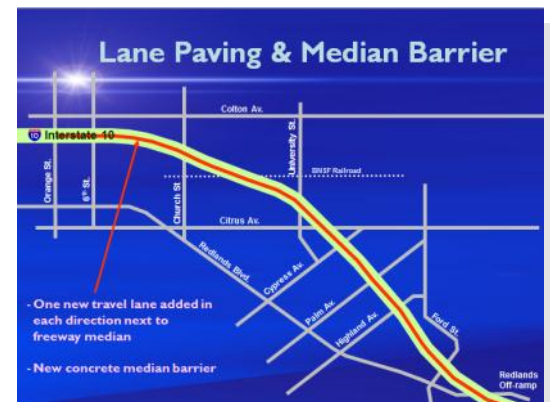 Lane Paving & Median Barrier
Colton Av.
10 Interstate 10
Orange St.
6th St.
Church St
University St.
BNSF Railroad
Citrus Av.
Redlands Blvd.
Cypress Av.
Palm Av.
Highland Av.
Ford St.
- One new travel lane added in
each direction next to
freeway median
- New concrete median barrier
Redlands
Off-ramp